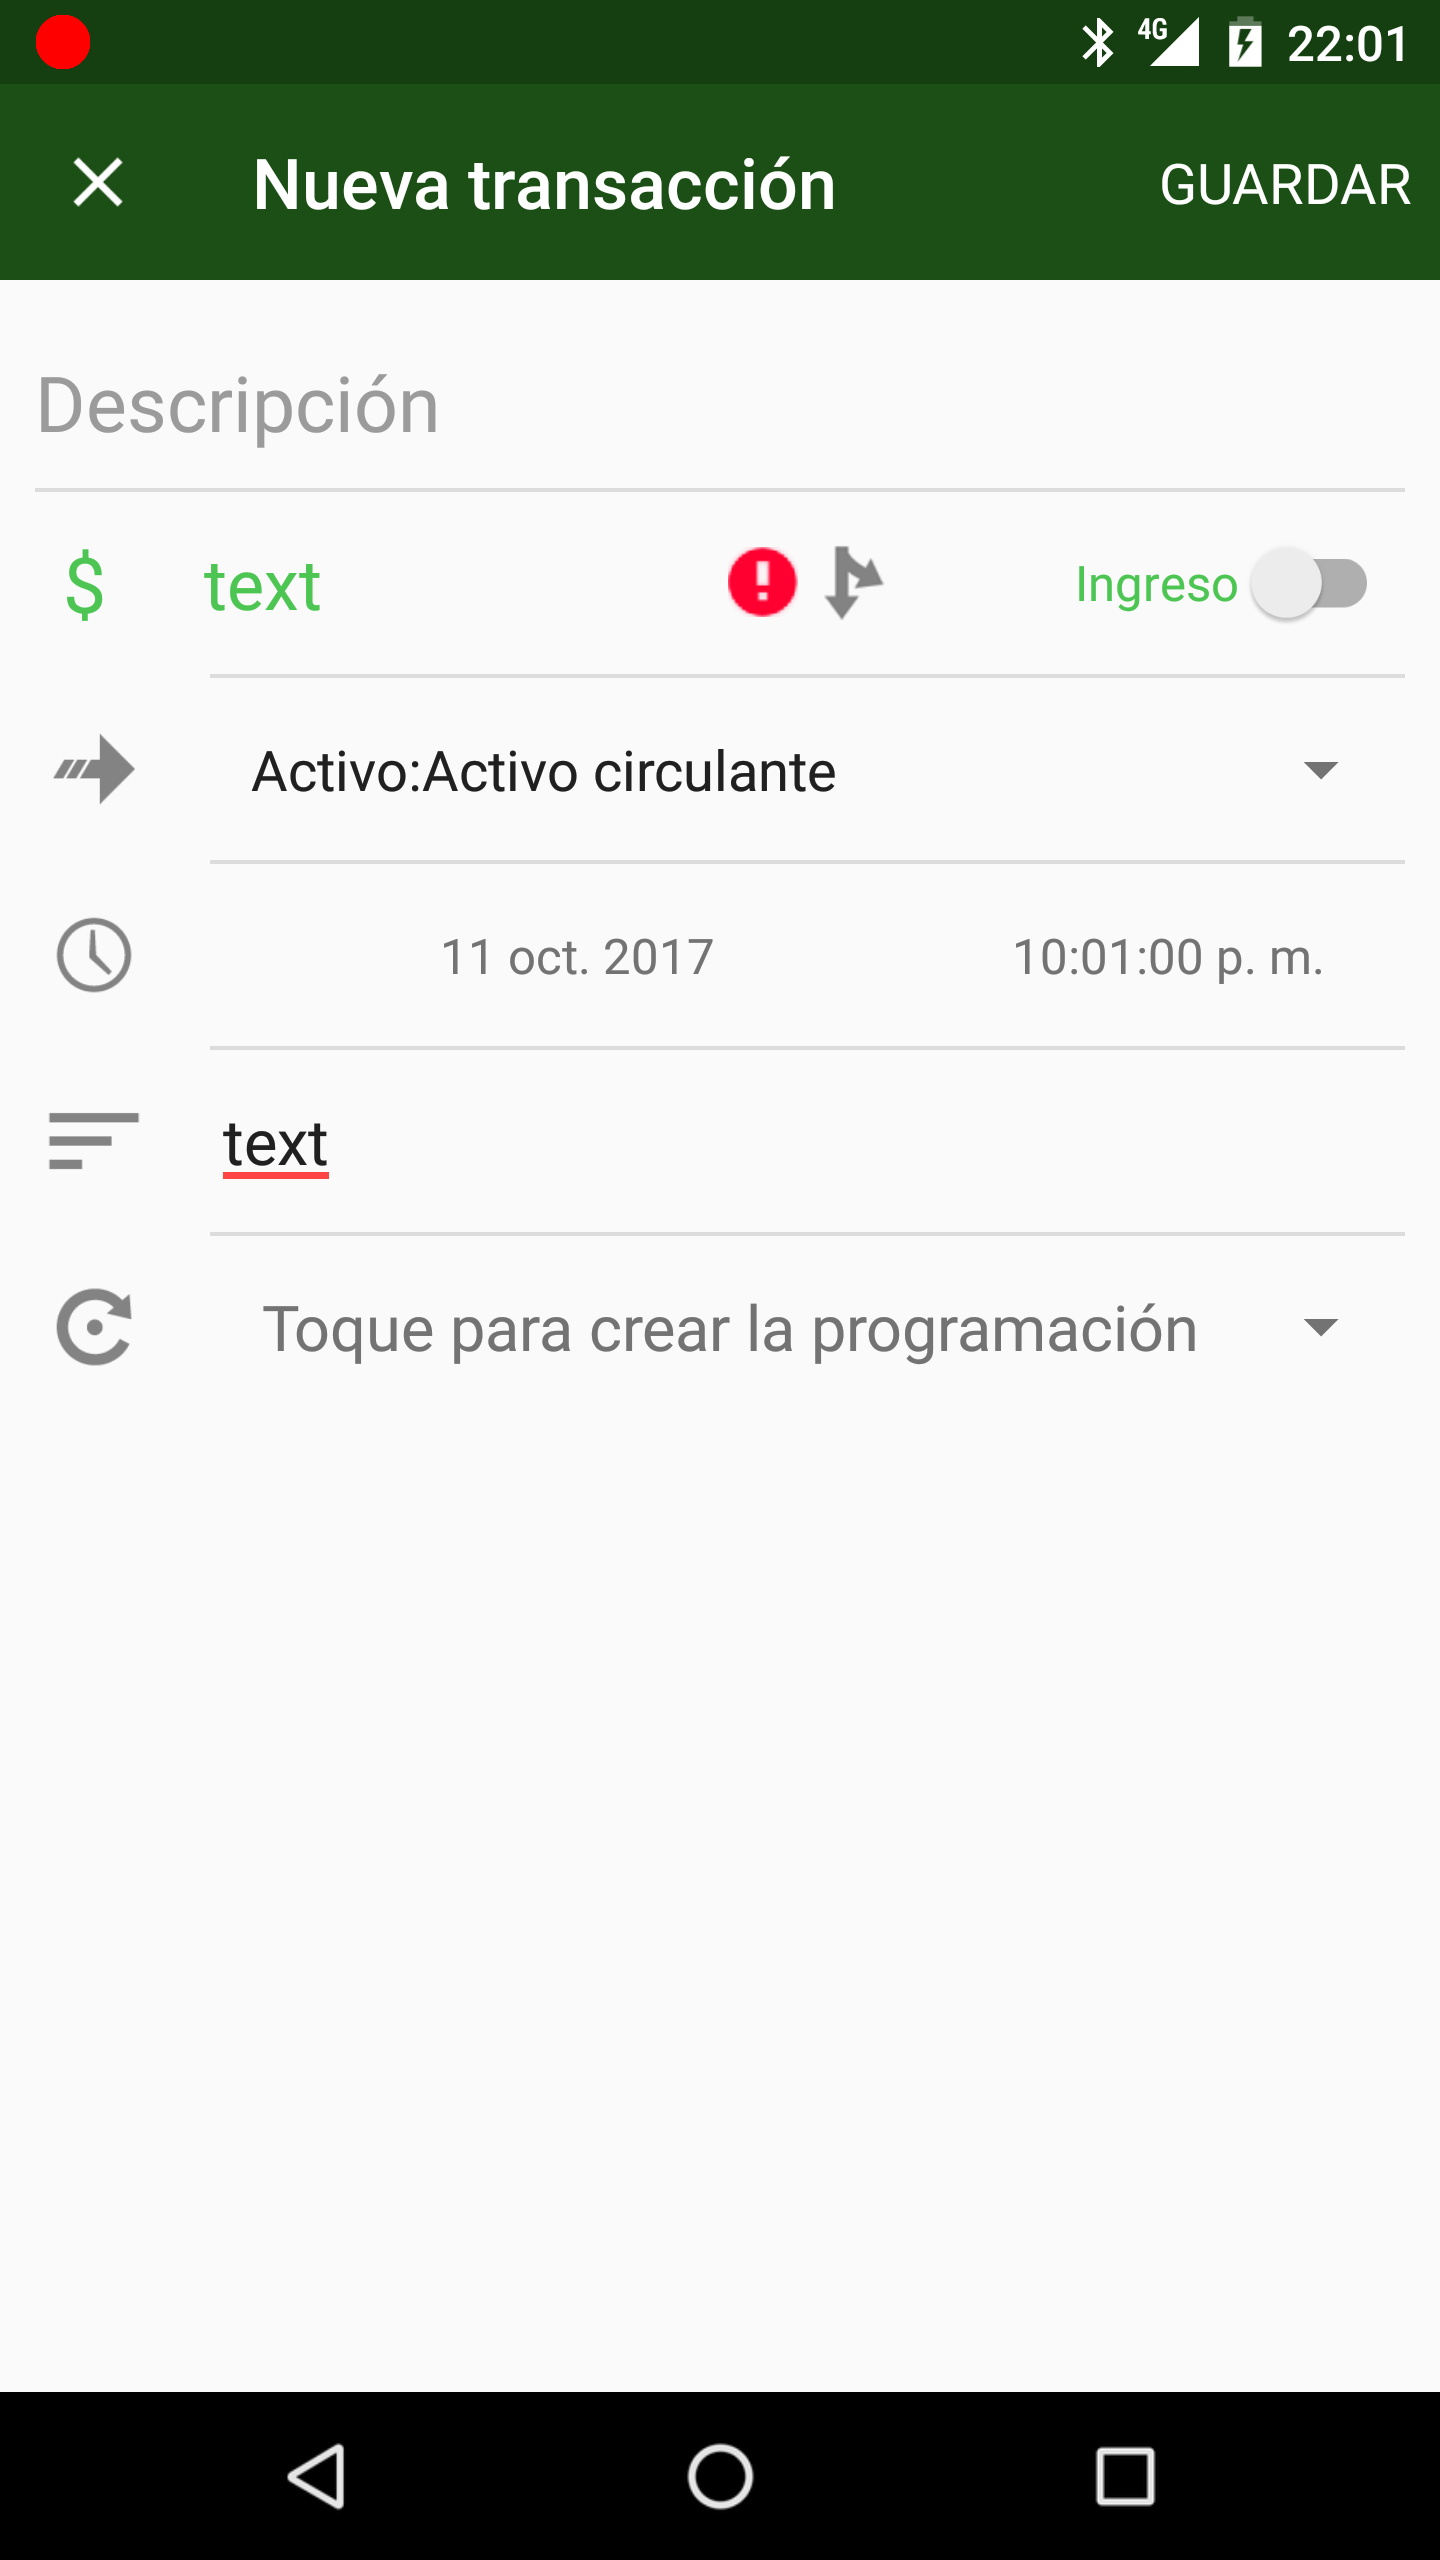 4G 22:01
Nueva transacción GUARDAR
Descripción
$ text Ingreso
Activo:Activo circulante
11 oct. 2017 10:01:00 p. m.
text
Toque para crear la programación